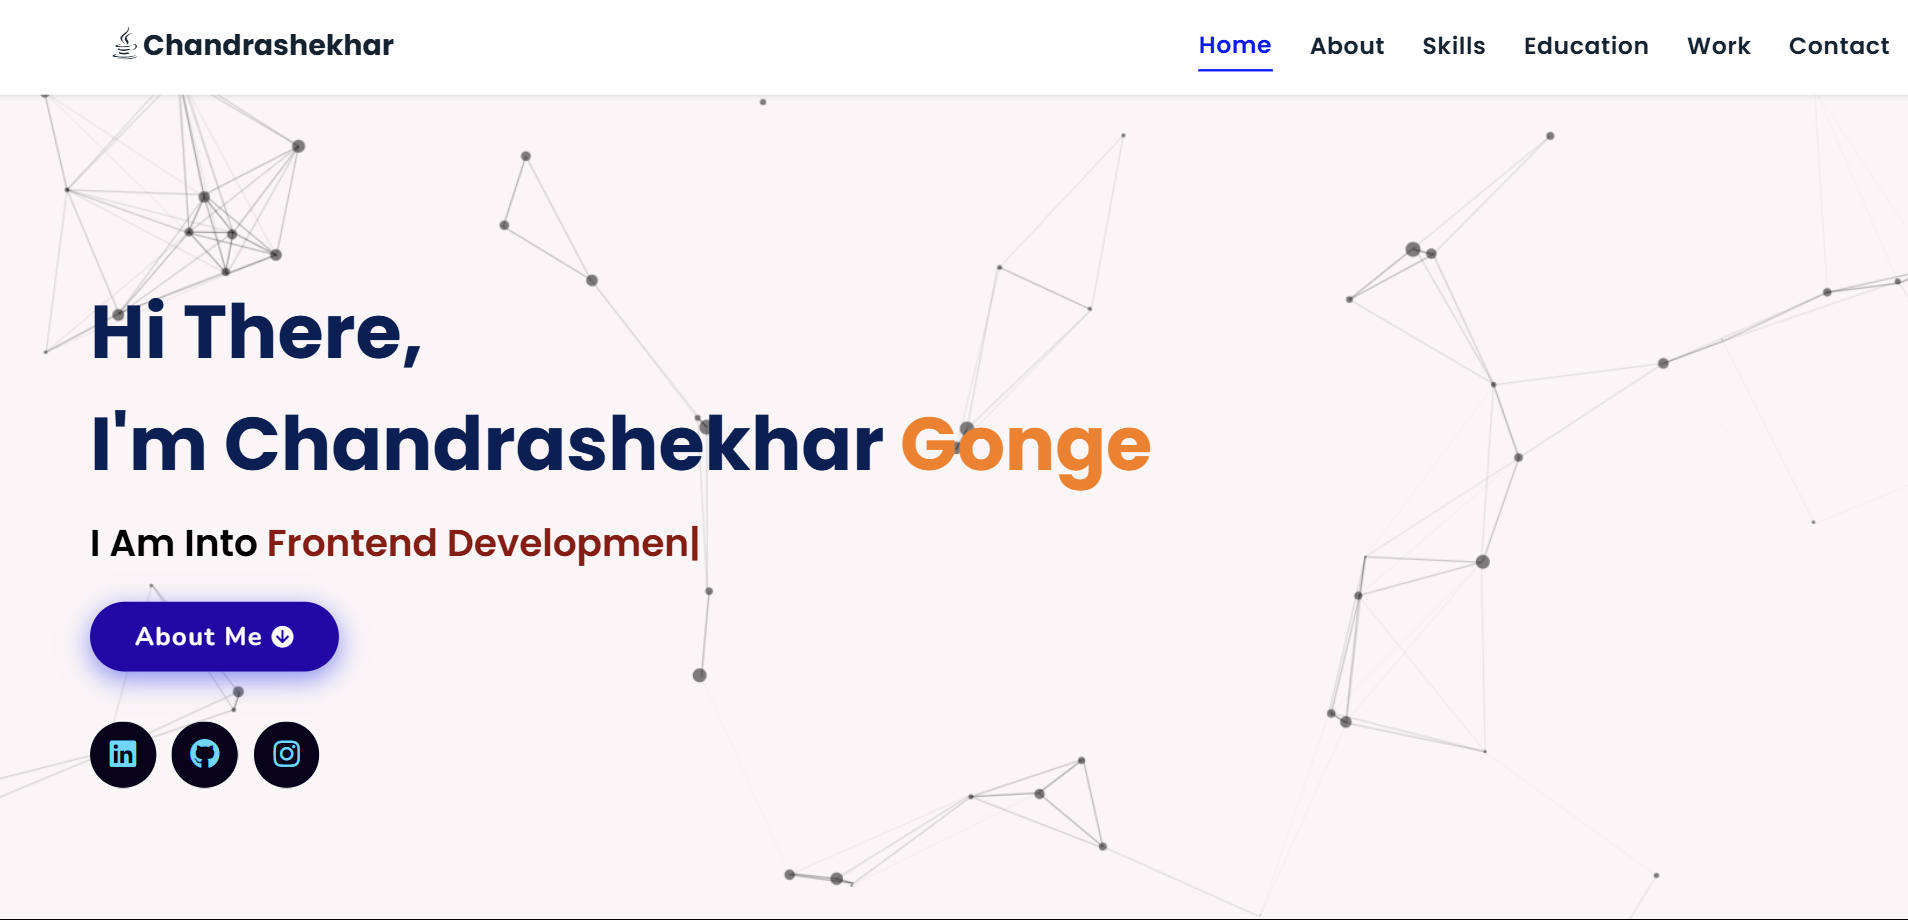 Chandrashekhar
Home About Skills Education Work Contact
Hi There,
I'm Chandrashekhar Gonge
I Am Into Frontend Developmen|
About Me